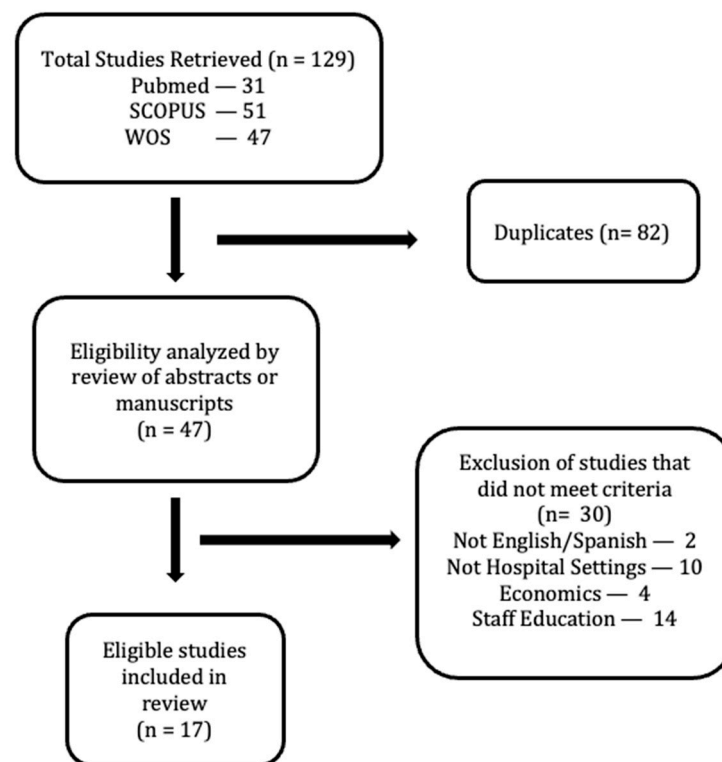 Total Studies Retrieved (n = 129)
Pubmed — 31
SCOPUS — 51
WOS — 47
Duplicates (n= 82)
Eligibility analyzed by
review of abstracts or
manuscripts
(n = 47)
Exclusion of studies that
did not meet criteria
(n= 30)
Not English/Spanish — 2
Not Hospital Settings — 10
Economics — 4
Staff Education — 14
Eligible studies
included in
review
(n = 17)